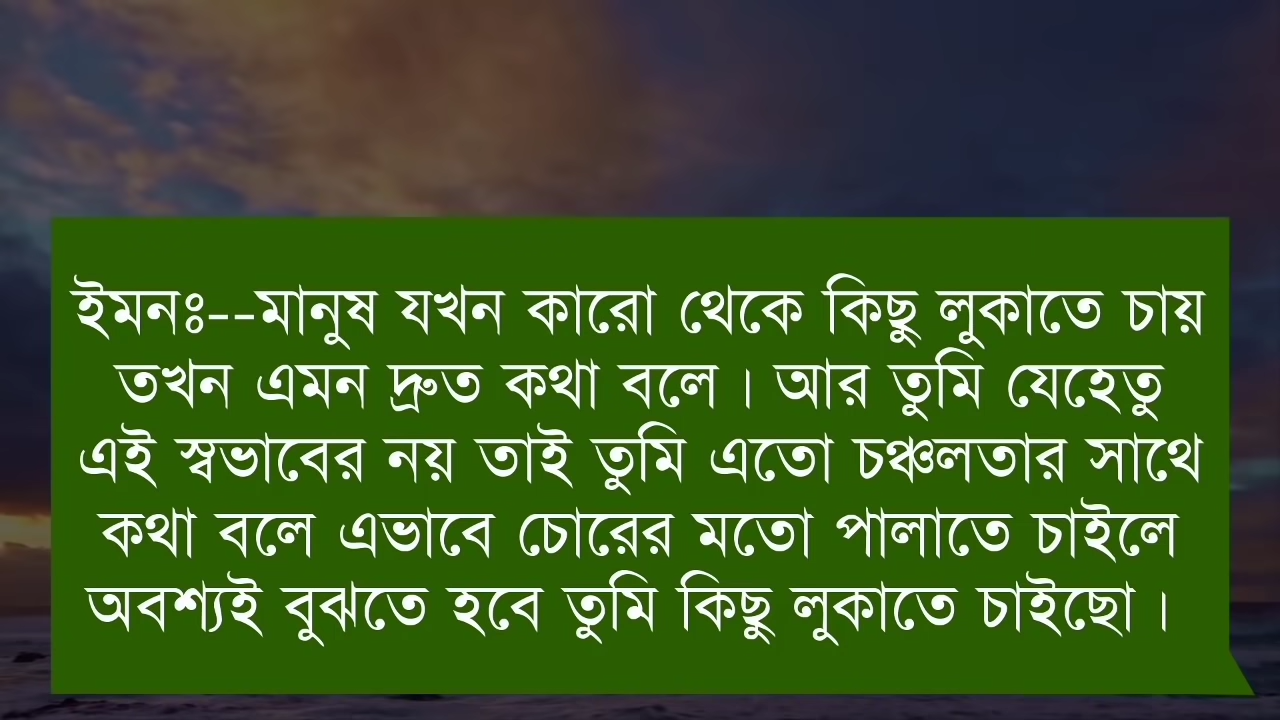 ইমনঃ--মানুষ যখন কারো থেকে কিছু লুকাতে চায়
তখন এমন দ্রুত কথা বলে। আর তুমি যেহেতু
এই স্বভাবের নয় তাই তুমি এতো চঞ্চলতার সাথে
কথা বলে এভাবে চোরের মতো পালাতে চাইলে
অবশ্যই বুঝতে হবে তুমি কিছু লুকাতে চাইছো।